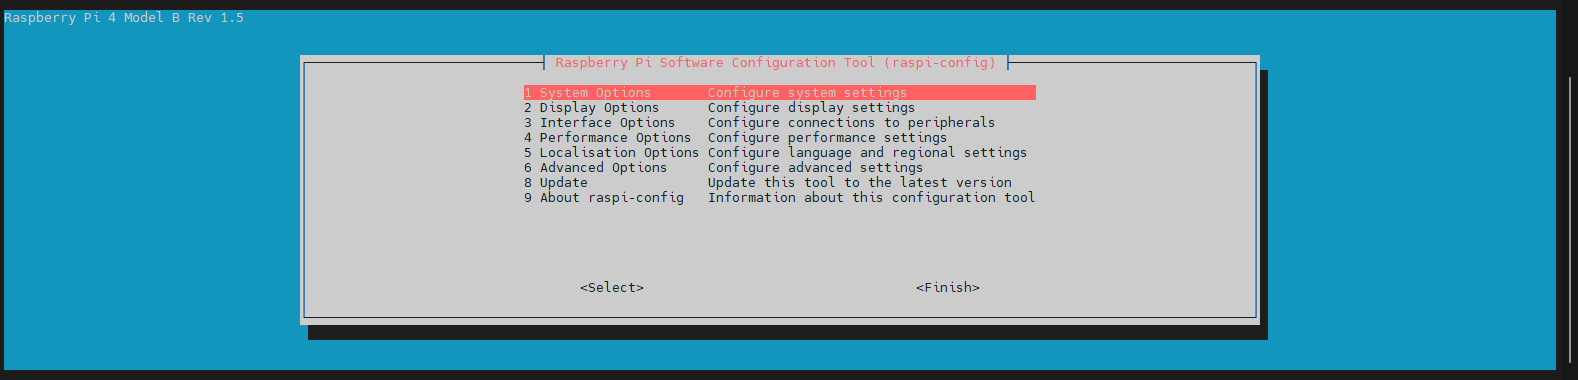 Raspberry Pi 4 Model B Rev 1.5
Raspberry Pi Software Configuration Tool (raspi-config)
1 System Options       Configure system settings
2 Display Options      Configure display settings
3 Interface Options    Configure connections to peripherals
4 Performance Options  Configure performance settings
5 Localisation Options Configure language and regional settings
6 Advanced Options     Configure advanced settings
8 Update               Update this tool to the latest version
9 About raspi-config   Information about this configuration tool
<Select>                                  <Finish>